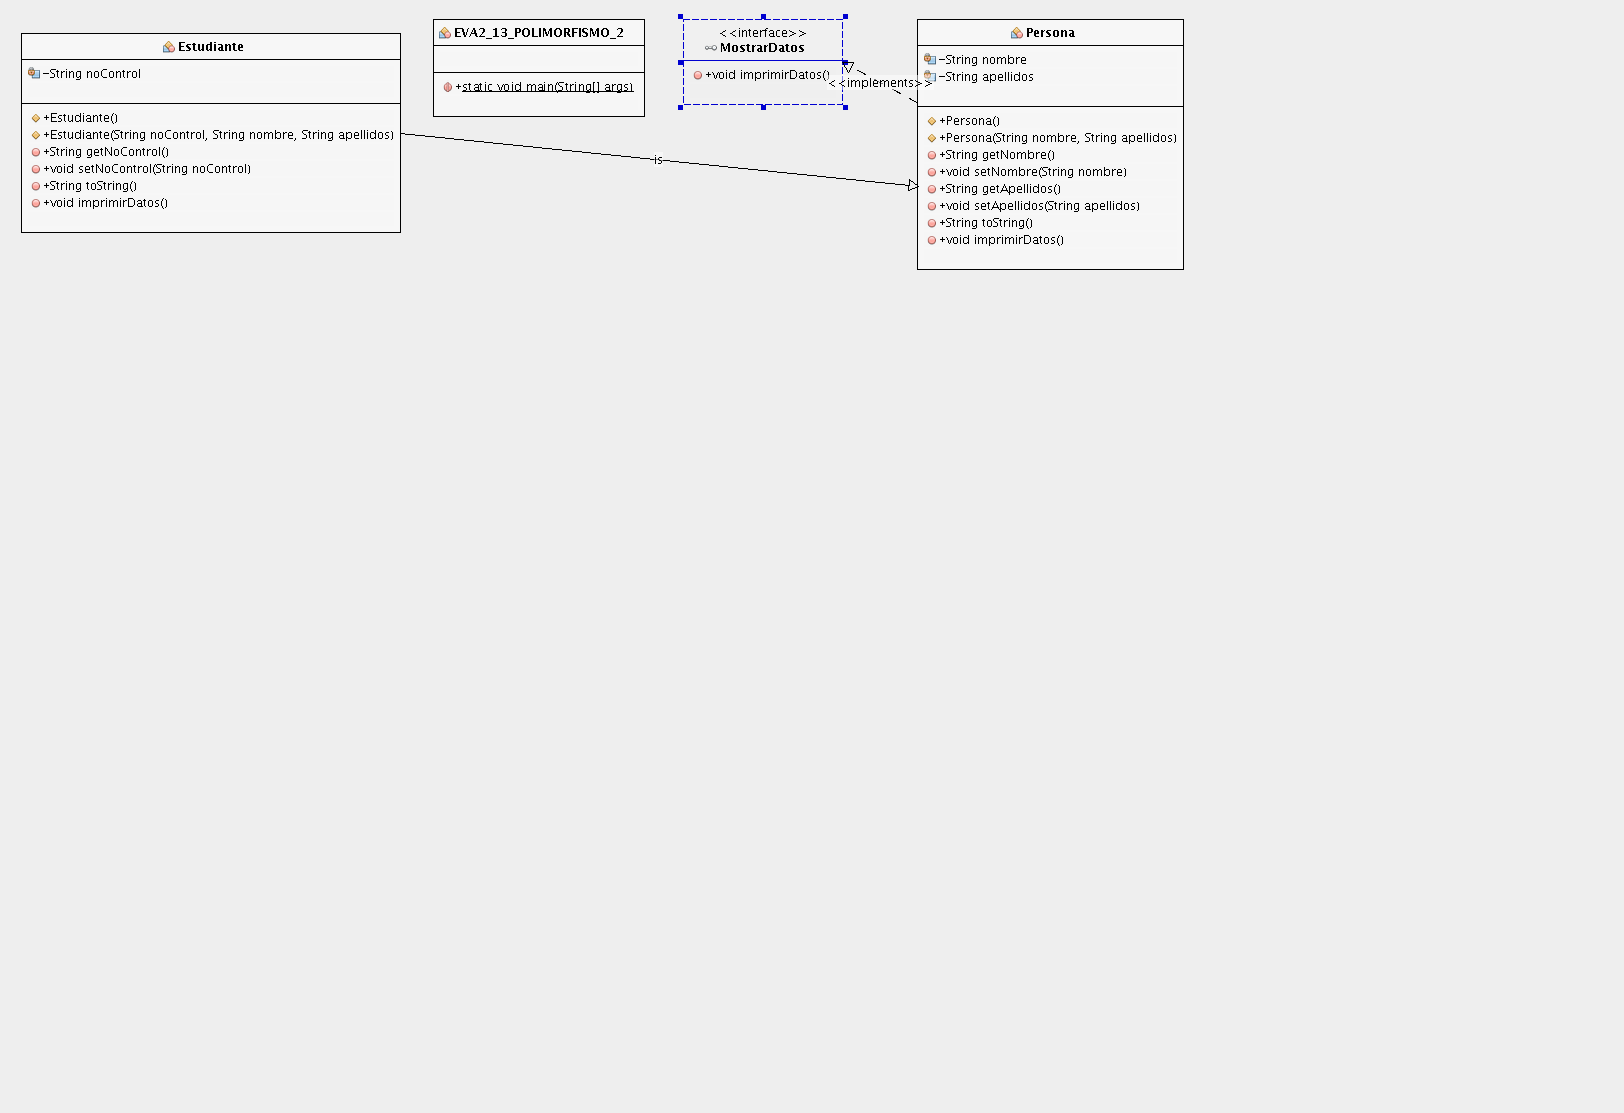 Estudiante
-String noControl
+Estudiante()
+Estudiante(String noControl, String nombre, String apellidos)
+String getNoControl()
+void setNoControl(String noControl)
+String toString()
+void imprimirDatos()
EVA2_13_POLIMORFISMO_2
+static void main(String[] args)
<<interface>>
MostrarDatos
+void imprimirDatos()
<<implements>>
is
Persona
-String nombre
-String apellidos
+Persona()
+Persona(String nombre, String apellidos)
+String getNombre()
+void setNombre(String nombre)
+String getApellidos()
+void setApellidos(String apellidos)
+String toString()
+void imprimirDatos()